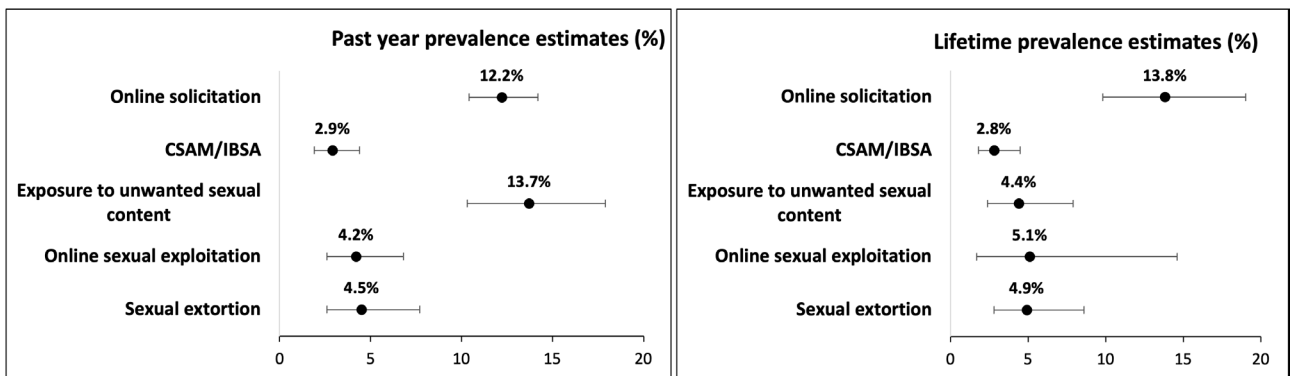 Past year prevalence estimates (%)
Online solicitation
12.2%
CSAM/IBSA
2.9%
Exposure to unwanted sexual
content
13.7%
Online sexual exploitation
4.2%
Sexual extortion
4.5%
0 5 10 15 20
Lifetime prevalence estimates (%)
Online solicitation
13.8%
CSAM/IBSA
2.8%
Exposure to unwanted sexual
content
4.4%
Online sexual exploitation
5.1%
Sexual extortion
4.9%
0 5 10 15 20